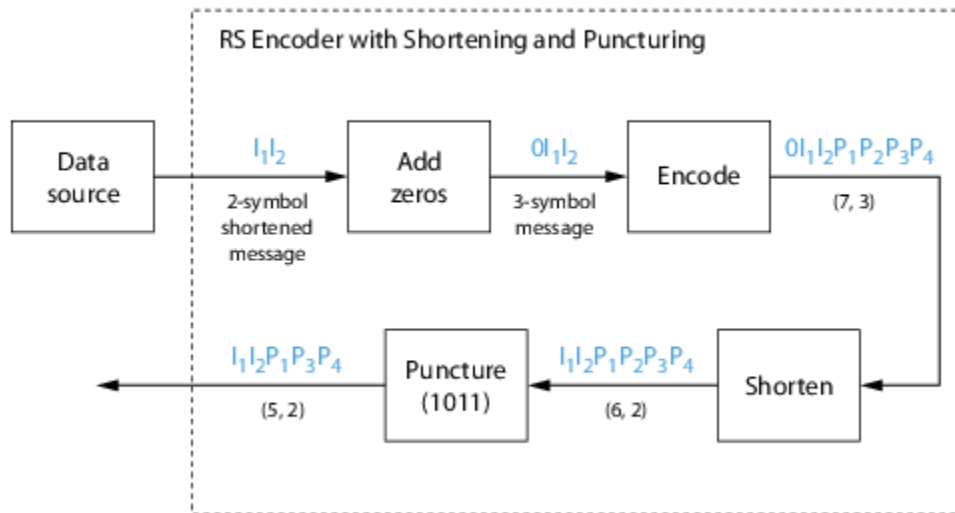 RS Encoder with Shortening and Puncturing
Data
source
I₁I₂
2-symbol
shortened
message
Add
zeros
0I₁I₂
3-symbol
message
Encode
0I₁I₂P₁P₂P₃P₄
(7, 3)
I₁I₂P₁P₃P₄
(5, 2)
Puncture
(1011)
I₁I₂P₁P₂P₃P₄
(6, 2)
Shorten